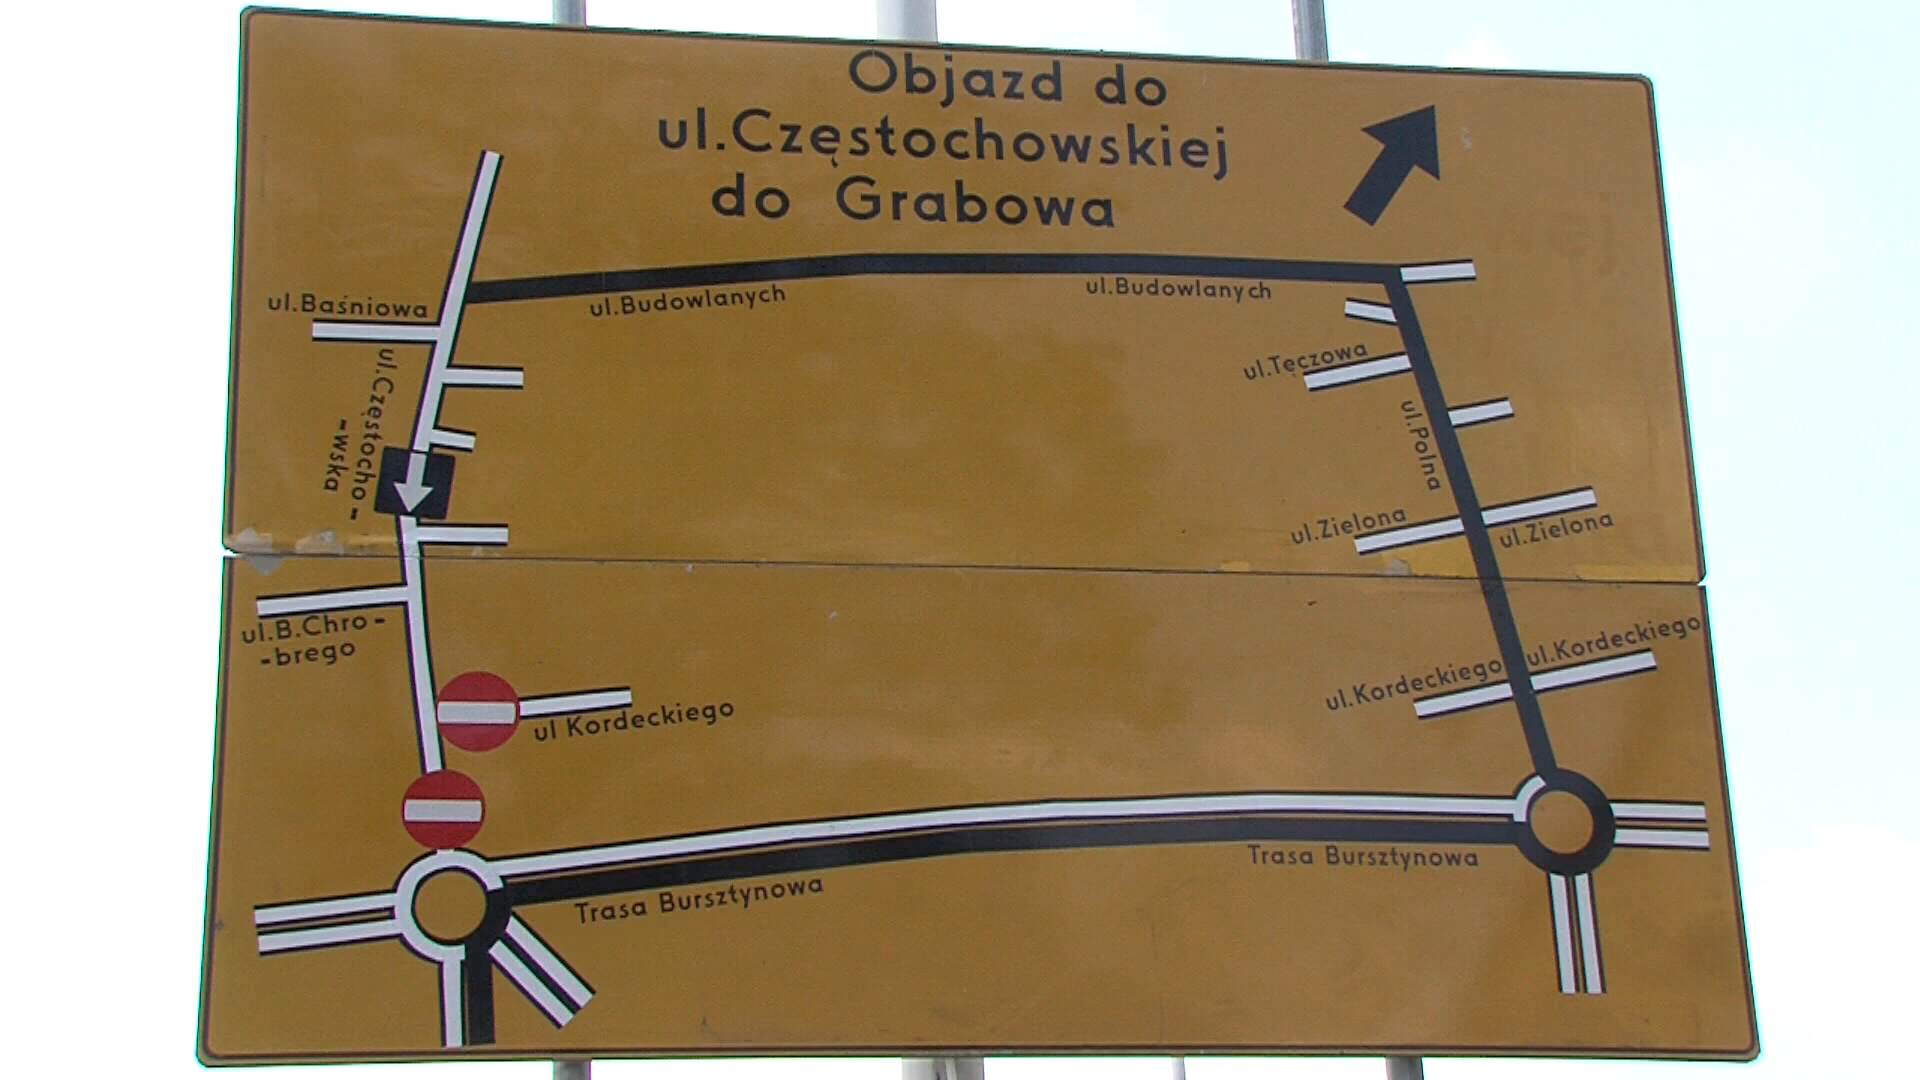 Objazd do
ul.Częstochowskiej
do Grabowa
ul.Baśniowa
ul.Budowlanych
ul.Budowlanych
ul.Tęczowa
ul.Częstocho-
-wska
ul.Polna
ul.Zielona
ul.Zielona
ul.B.Chro-
-brego
ul.Kordeckiego
ul.Kordeckiego
ul Kordeckiego
Trasa Bursztynowa
Trasa Bursztynowa